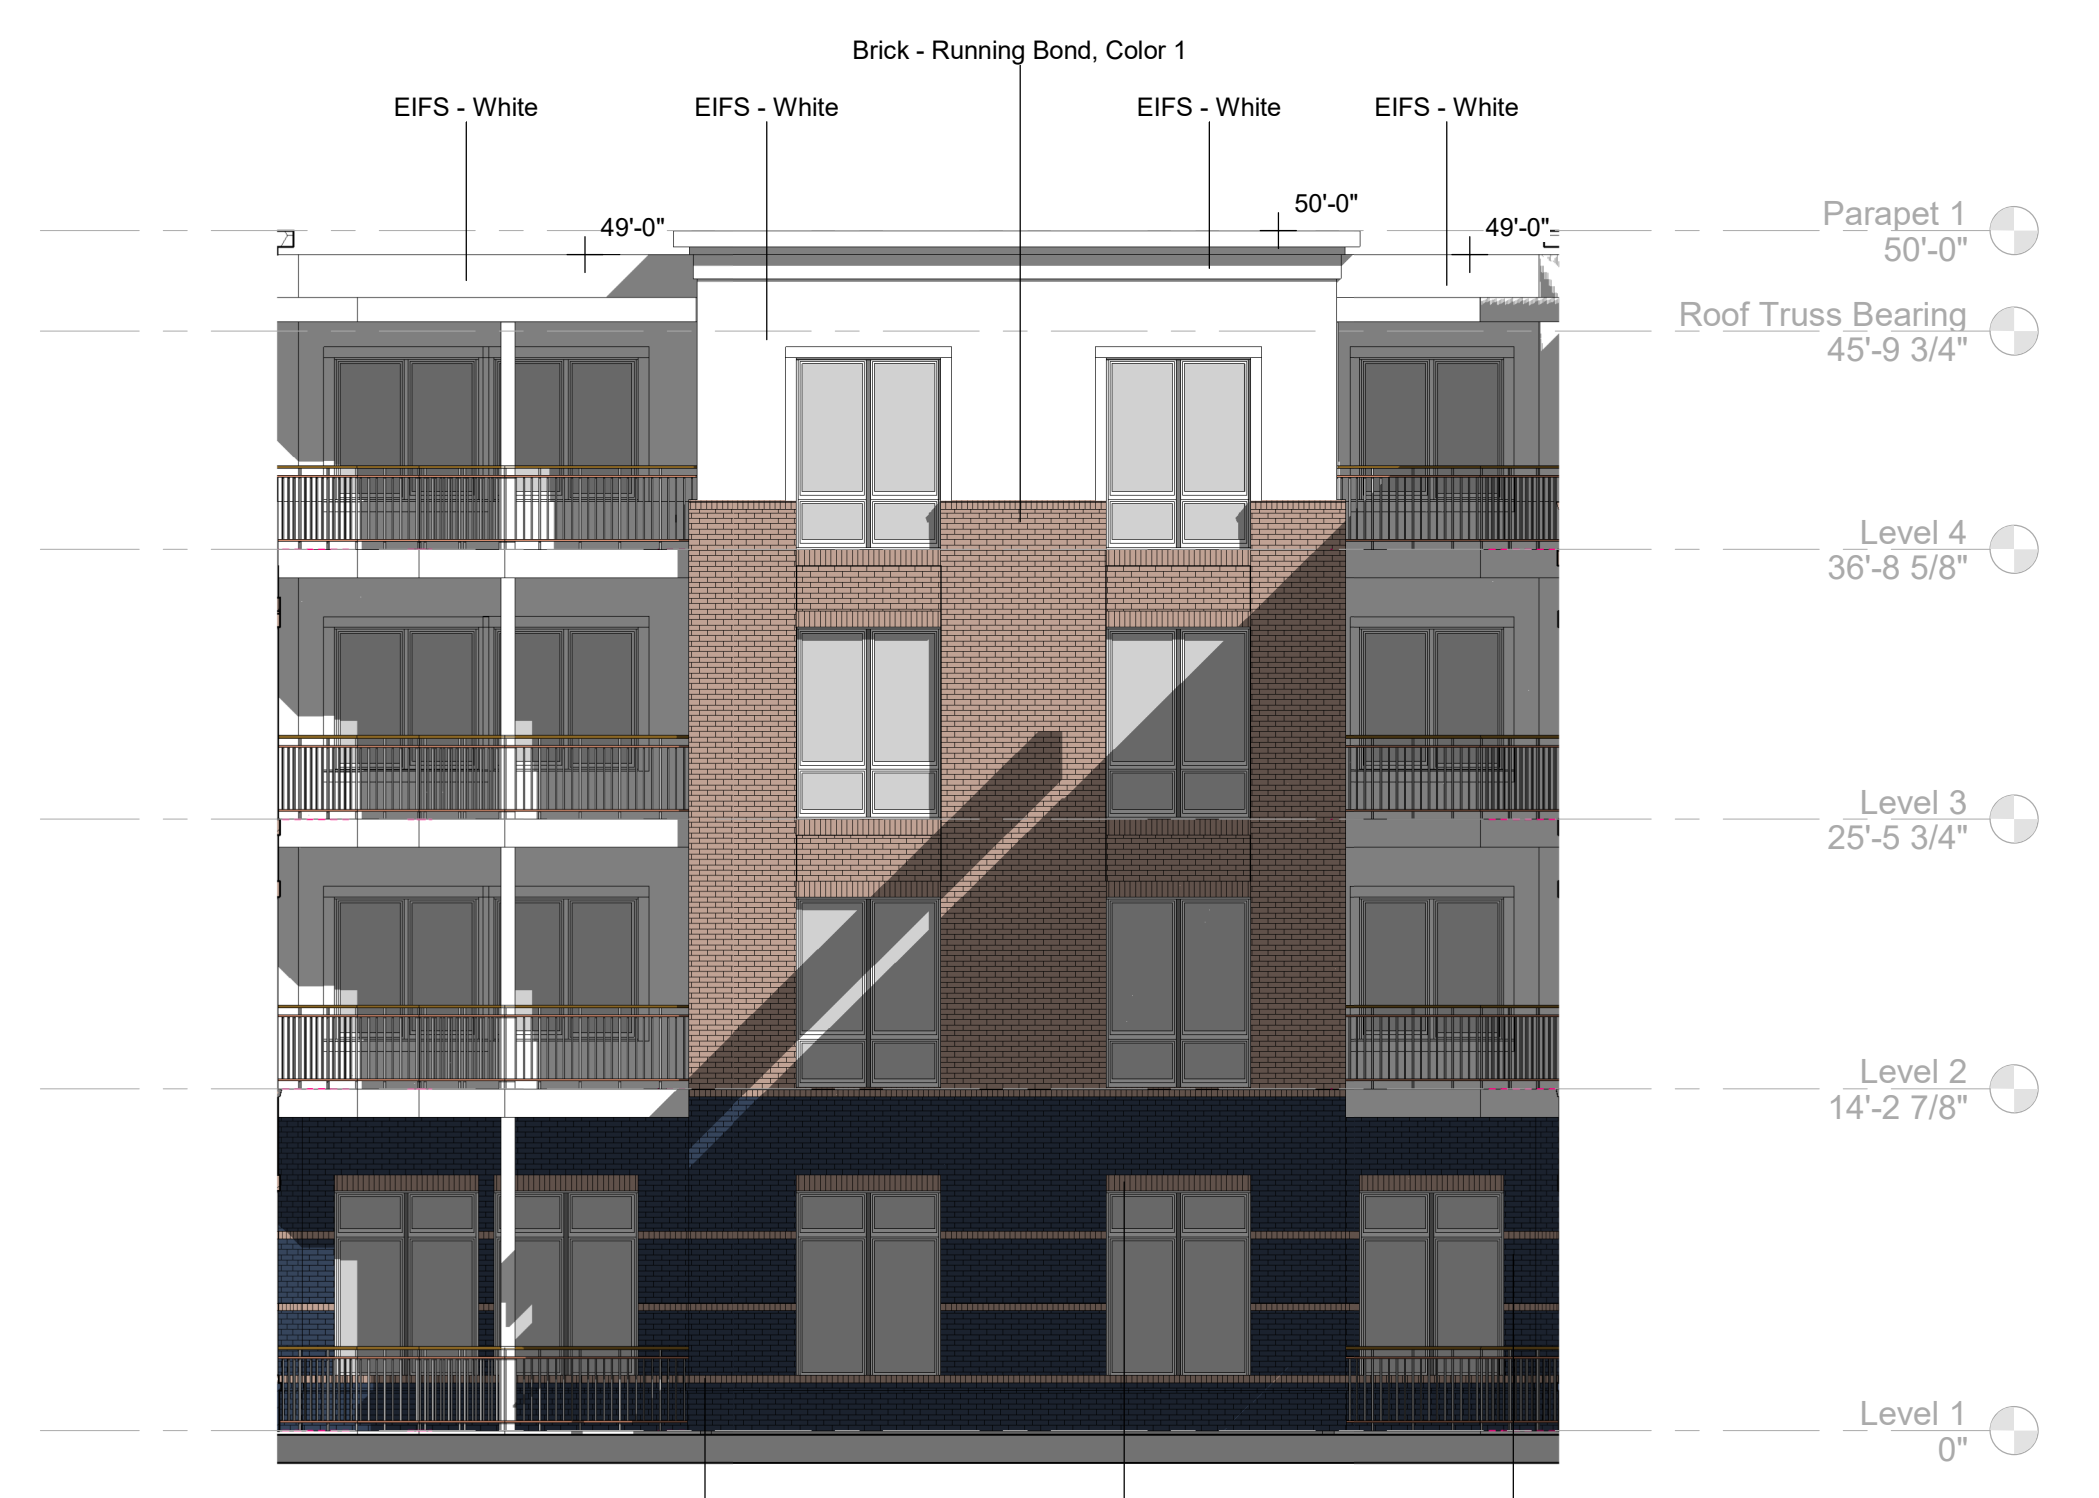 Brick - Running Bond, Color 1
EIFS - White
EIFS - White
EIFS - White
EIFS - White
50'-0"
49'-0"
49'-0"
Parapet 1
50'-0"
Roof Truss Bearing
45'-9 3/4"
Level 4
36'-8 5/8"
Level 3
25'-5 3/4"
Level 2
14'-2 7/8"
Level 1
0"